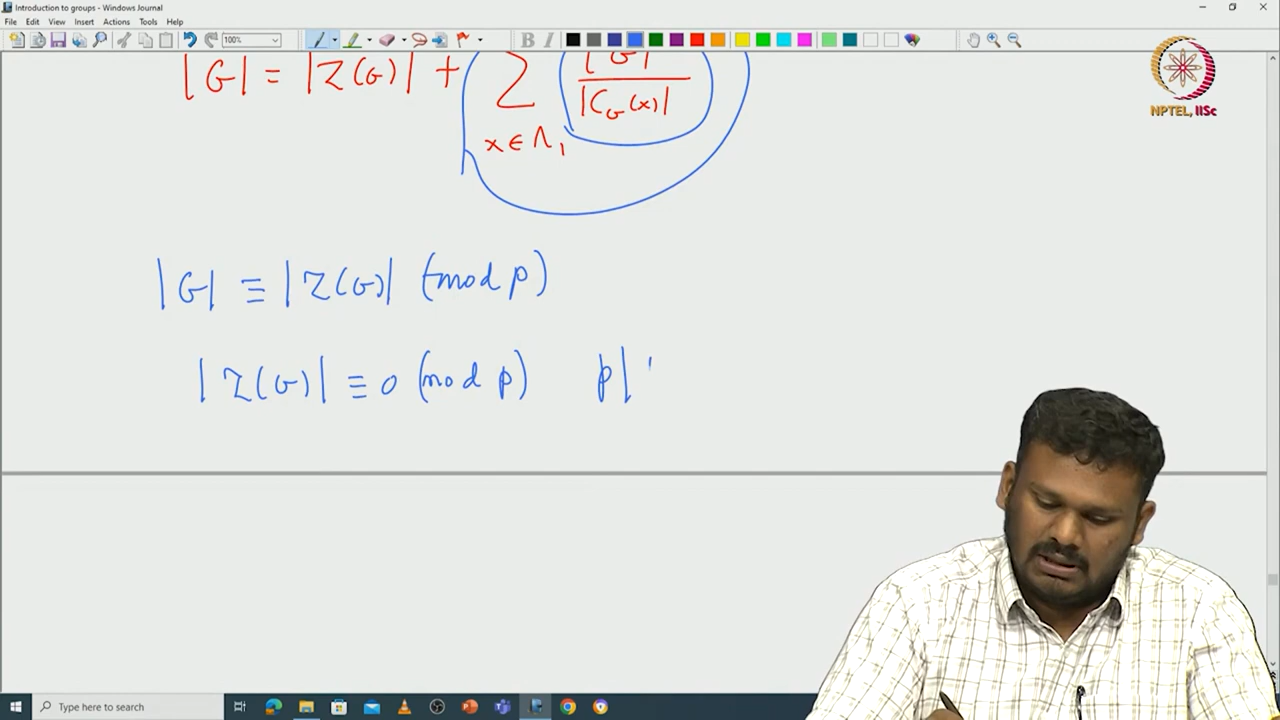 Introduction to groups - Windows Journal
File Edit View Insert Actions Tools Help
100%
B I
|G| = |Z(G)| + ∑ |G| / |C_G(x)|
x ∈ Λ₁
NPTEL, IISc
|G| ≡ |Z(G)| (mod p)
|Z(G)| ≡ 0 (mod p) p|
Type here to search